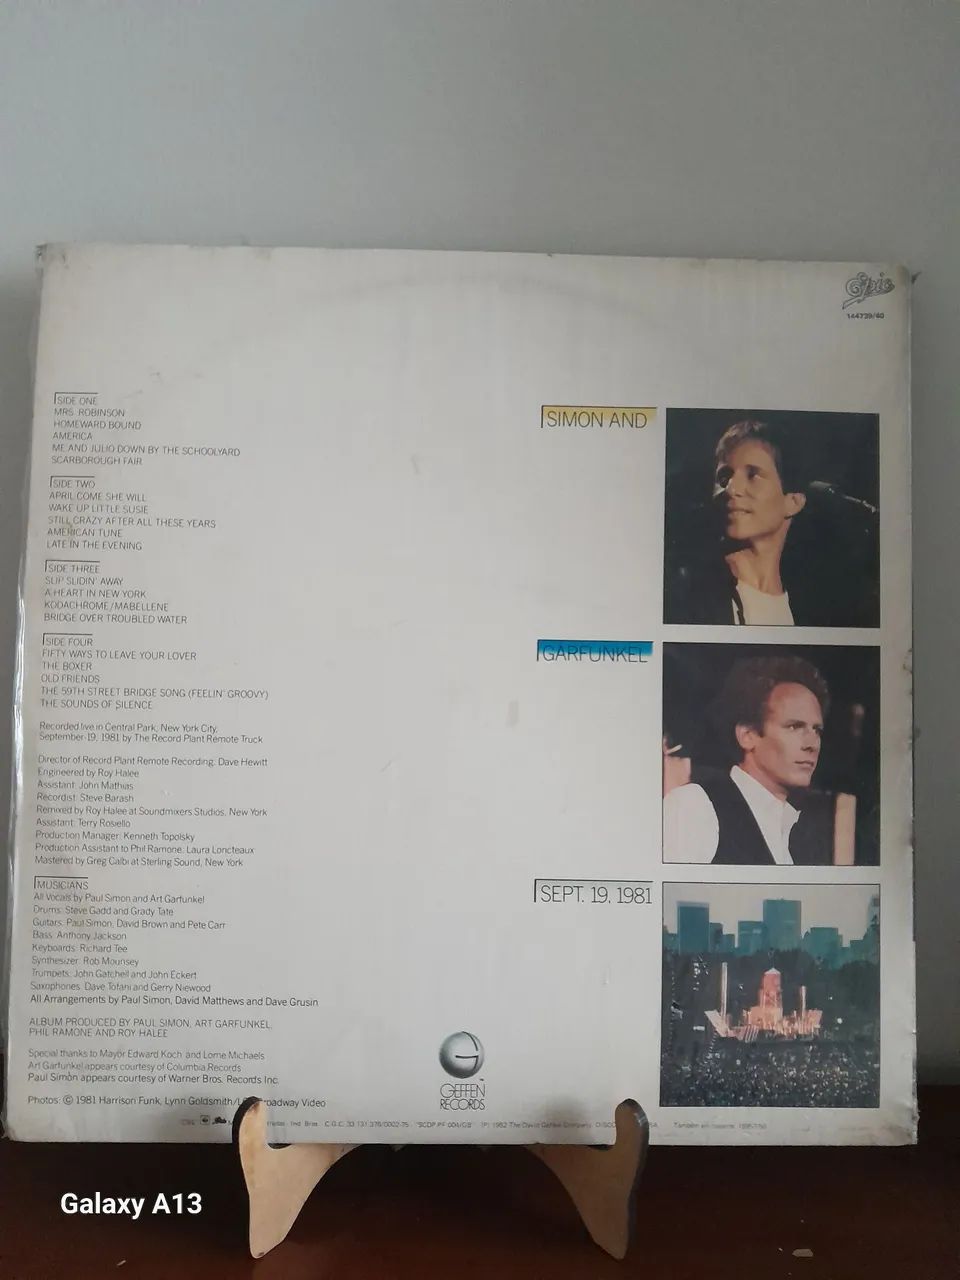 Epic
144739/40
SIDE ONE
MRS. ROBINSON
HOMEWARD BOUND
AMERICA
ME AND JULIO DOWN BY THE SCHOOLYARD
SCARBOROUGH FAIR
SIDE TWO
APRIL COME SHE WILL
WAKE UP LITTLE SUSIE
STILL CRAZY AFTER ALL THESE YEARS
AMERICAN TUNE
LATE IN THE EVENING
SIDE THREE
SLIP SLIDIN' AWAY
A HEART IN NEW YORK
KODACHROME/MABELLENE
BRIDGE OVER TROUBLED WATER
SIDE FOUR
FIFTY WAYS TO LEAVE YOUR LOVER
THE BOXER
OLD FRIENDS
THE 59TH STREET BRIDGE SONG (FEELIN' GROOVY)
THE SOUNDS OF SILENCE
Recorded live in Central Park, New York City,
September 19, 1981 by The Record Plant Remote Truck
Director of Record Plant Remote Recording: Dave Hewitt
Engineered by Roy Halee
Assistant: John Mathias
Recordist: Steve Barash
Remixed by Roy Halee at Soundmixers Studios, New York
Assistant: Terry Rosiello
Production Manager: Kenneth Topolsky
Production Assistant to Phil Ramone: Laura Loncteaux
Mastered by Greg Calbi at Sterling Sound, New York
MUSICIANS
All Vocals by Paul Simon and Art Garfunkel
Drums: Steve Gadd and Grady Tate
Guitars: Paul Simon, David Brown and Pete Carr
Bass: Anthony Jackson
Keyboards: Richard Tee
Synthesizer: Rob Mounsey
Trumpets: John Gatchell and John Eckert
Saxophones: Dave Tofani and Gerry Niewood
All Arrangements by Paul Simon, David Matthews and Dave Grusin
ALBUM PRODUCED BY PAUL SIMON, ART GARFUNKEL,
PHIL RAMONE AND ROY HALEE
Special thanks to Mayor Edward Koch and Lorne Michaels
Art Garfunkel appears courtesy of Columbia Records
Paul Simon appears courtesy of Warner Bros. Records Inc.
Photos: © 1981 Harrison Funk, Lynn Goldsmith/ roadway Video
SIMON AND
GARFUNKEL
SEPT. 19, 1981
GEFFEN
RECORDS
TM
CBS Ind. Bras. C.G.C. (P) 1982 The David Geffen Company
Galaxy A13